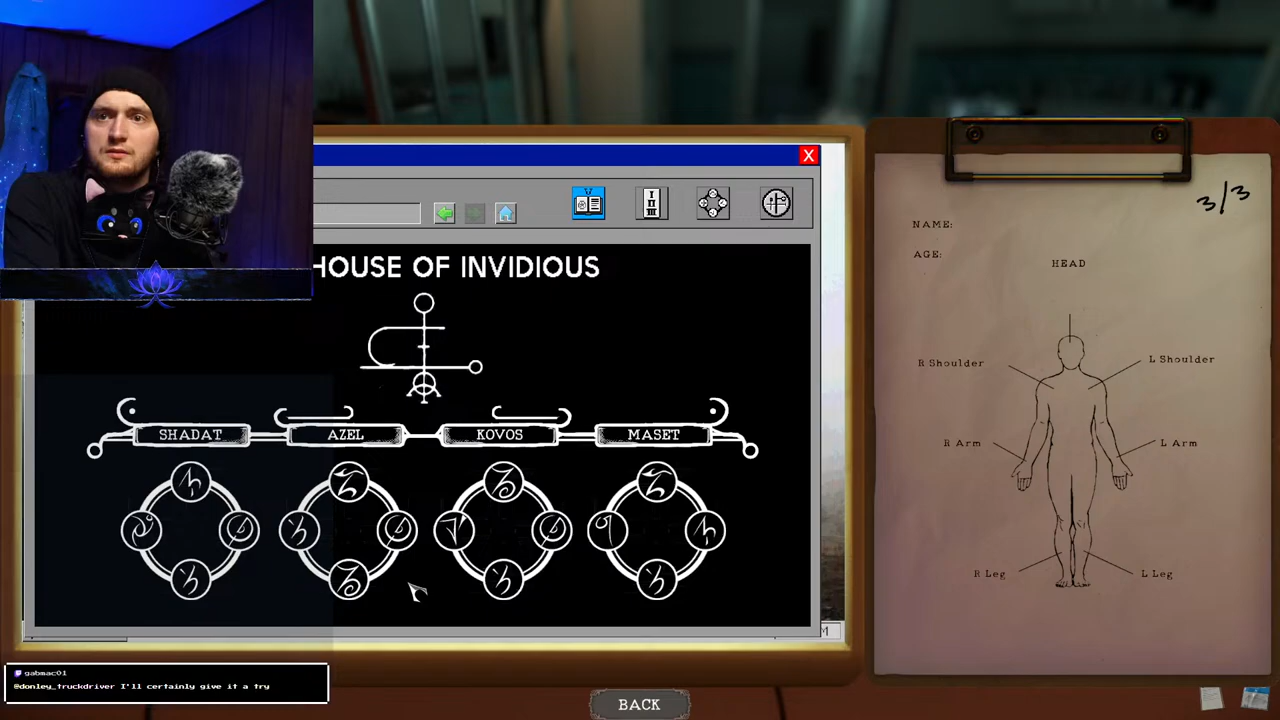 HOUSE OF INVIDIOUS
SHADAT
AZEL
KOVOS
MASET
3/3
NAME:
AGE:
HEAD
R Shoulder
L Shoulder
R Arm
L Arm
R Leg
L Leg
gabmac01
@donley_truckdriver I'll certainly give it a try
BACK